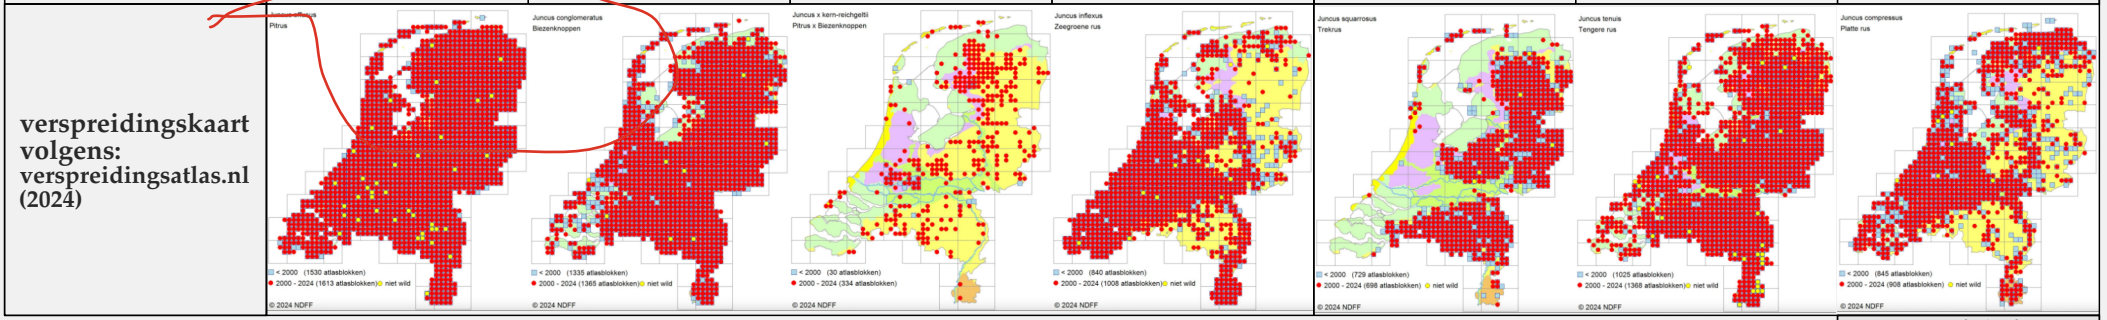 verspreidingskaart
volgens:
verspreidingsatlas.nl
(2024)
Juncus effusus
Pitrus
< 2000 (1530 atlasblokken)
2000 - 2024 (1613 atlasblokken) niet wild
© 2024 NDFF
Juncus conglomeratus
Biezenknoppen
< 2000 (1335 atlasblokken)
2000 - 2024 (1365 atlasblokken) niet wild
© 2024 NDFF
Juncus x kern-reichgeltii
Pitrus x Biezenknoppen
< 2000 (30 atlasblokken)
2000 - 2024 (334 atlasblokken)
© 2024 NDFF
Juncus inflexus
Zeegroene rus
< 2000 (840 atlasblokken)
2000 - 2024 (1008 atlasblokken) niet wild
© 2024 NDFF
Juncus squarrosus
Trekrus
< 2000 (729 atlasblokken)
2000 - 2024 (698 atlasblokken) niet wild
© 2024 NDFF
Juncus tenuis
Tengere rus
< 2000 (1025 atlasblokken)
2000 - 2024 (1368 atlasblokken) niet wild
© 2024 NDFF
Juncus compressus
Platte rus
< 2000 (845 atlasblokken)
2000 - 2024 (908 atlasblokken) niet wild
© 2024 NDFF